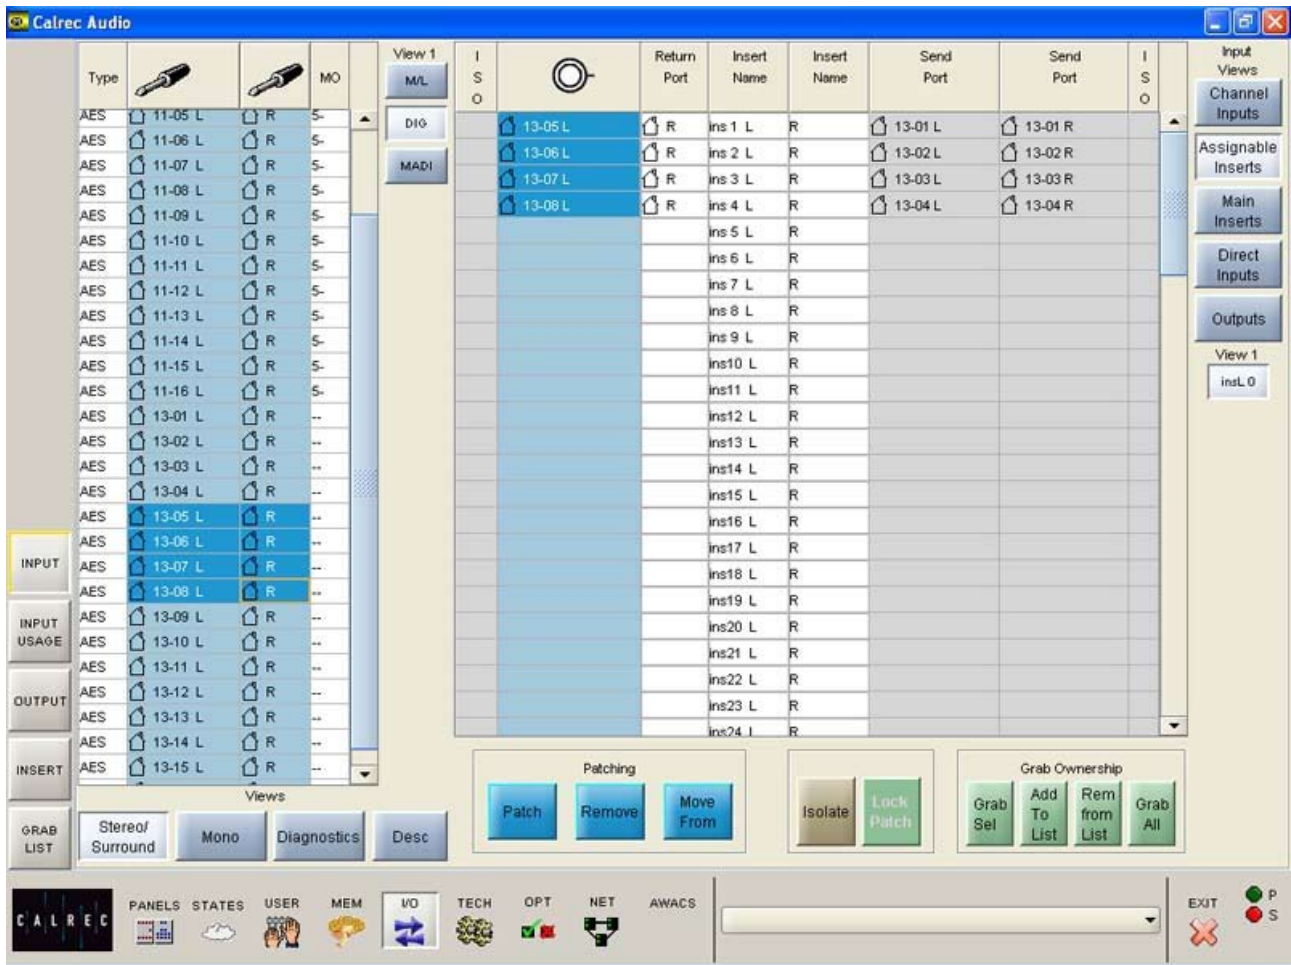 Calrec Audio
Type MO
AES 11-05 L R 5-
AES 11-06 L R 5-
AES 11-07 L R 5-
AES 11-08 L R 5-
AES 11-09 L R 5-
AES 11-10 L R 5-
AES 11-11 L R 5-
AES 11-12 L R 5-
AES 11-13 L R 5-
AES 11-14 L R 5-
AES 11-15 L R 5-
AES 11-16 L R 5-
AES 13-01 L R --
AES 13-02 L R --
AES 13-03 L R --
AES 13-04 L R --
AES 13-05 L R --
AES 13-06 L R --
AES 13-07 L R --
AES 13-08 L R --
AES 13-09 L R --
AES 13-10 L R --
AES 13-11 L R --
AES 13-12 L R --
AES 13-13 L R --
AES 13-14 L R --
AES 13-15 L R --
View 1
M/L
DIG
MADI
I S O
Return Port
Insert Name
Insert Name
Send Port
Send Port
I S O
13-05 L R ins 1 L R 13-01 L 13-01 R
13-06 L R ins 2 L R 13-02 L 13-02 R
13-07 L R ins 3 L R 13-03 L 13-03 R
13-08 L R ins 4 L R 13-04 L 13-04 R
ins 5 L R
ins 6 L R
ins 7 L R
ins 8 L R
ins 9 L R
ins10 L R
ins11 L R
ins12 L R
ins13 L R
ins14 L R
ins15 L R
ins16 L R
ins17 L R
ins18 L R
ins19 L R
ins20 L R
ins21 L R
ins22 L R
ins23 L R
ins24 L R
Input Views
Channel Inputs
Assignable Inserts
Main Inserts
Direct Inputs
Outputs
View 1
insL 0
INPUT
INPUT USAGE
OUTPUT
INSERT
GRAB LIST
Views
Stereo/ Surround
Mono
Diagnostics
Desc
Patching
Patch
Remove
Move From
Isolate
Lock Patch
Grab Ownership
Grab Sel
Add To List
Rem from List
Grab All
CALREC
PANELS
STATES
USER
MEM
I/O
TECH
OPT
NET
AWACS
EXIT
P
S